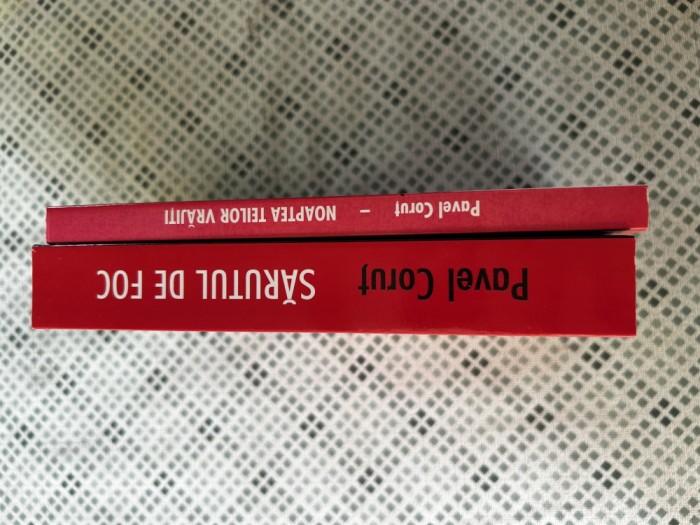 Pavel Coruț – NOAPTEA TEILOR VRĂJIȚI
Pavel Coruț SĂRUTUL DE FOC